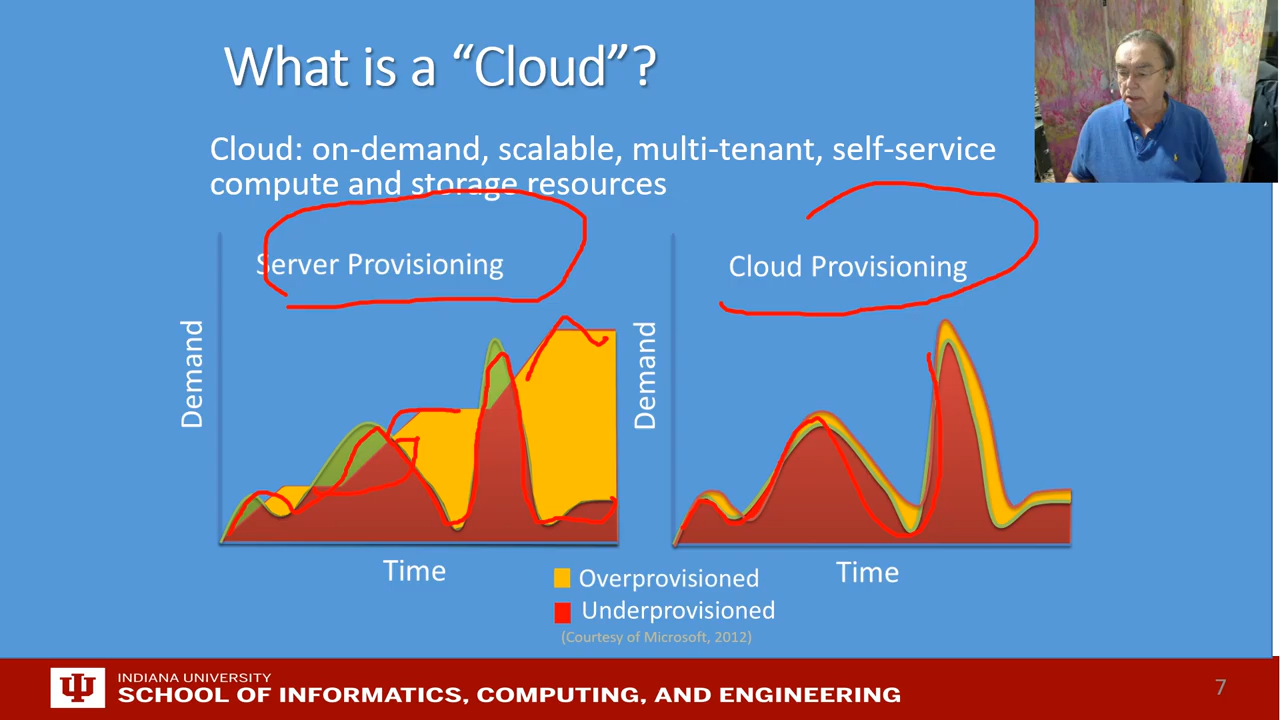 What is a “Cloud”?
Cloud: on-demand, scalable, multi-tenant, self-service
compute and storage resources
Server Provisioning
Cloud Provisioning
Demand
Demand
Time
Time
Overprovisioned
Underprovisioned
(Courtesy of Microsoft, 2012)
INDIANA UNIVERSITY
SCHOOL OF INFORMATICS, COMPUTING, AND ENGINEERING
7